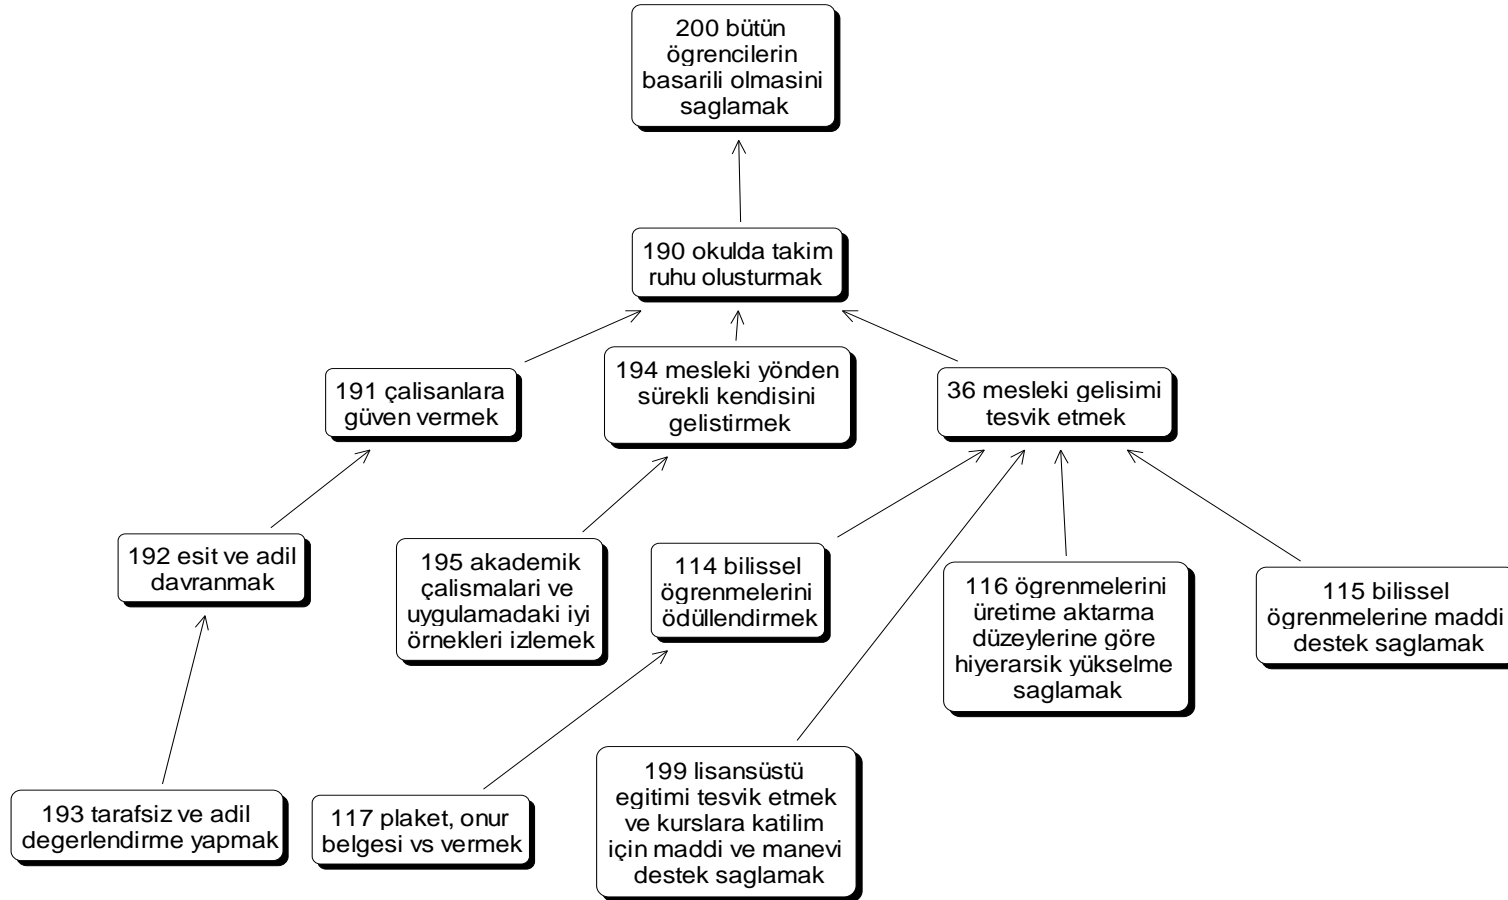 200 bütün
ögrencilerin
basarili olmasini
saglamak
190 okulda takim
ruhu olusturmak
191 çalisanlara
güven vermek
194 mesleki yönden
sürekli kendisini
gelistirmek
36 mesleki gelisimi
tesvik etmek
192 esit ve adil
davranmak
195 akademik
çalismalari ve
uygulamadaki iyi
örnekleri izlemek
114 bilissel
ögrenmelerini
ödüllendirmek
116 ögrenmelerini
üretime aktarma
düzeylerine göre
hiyerarsik yükselme
saglamak
115 bilissel
ögrenmelerine maddi
destek saglamak
193 tarafsiz ve adil
degerlendirme yapmak
117 plaket, onur
belgesi vs vermek
199 lisansüstü
egitimi tesvik etmek
ve kurslara katilim
için maddi ve manevi
destek saglamak